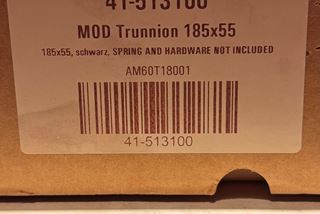 41-513100
MOD Trunnion 185x55
185x55, schwarz, SPRING AND HARDWARE NOT INCLUDED
AM60T18001
41-513100